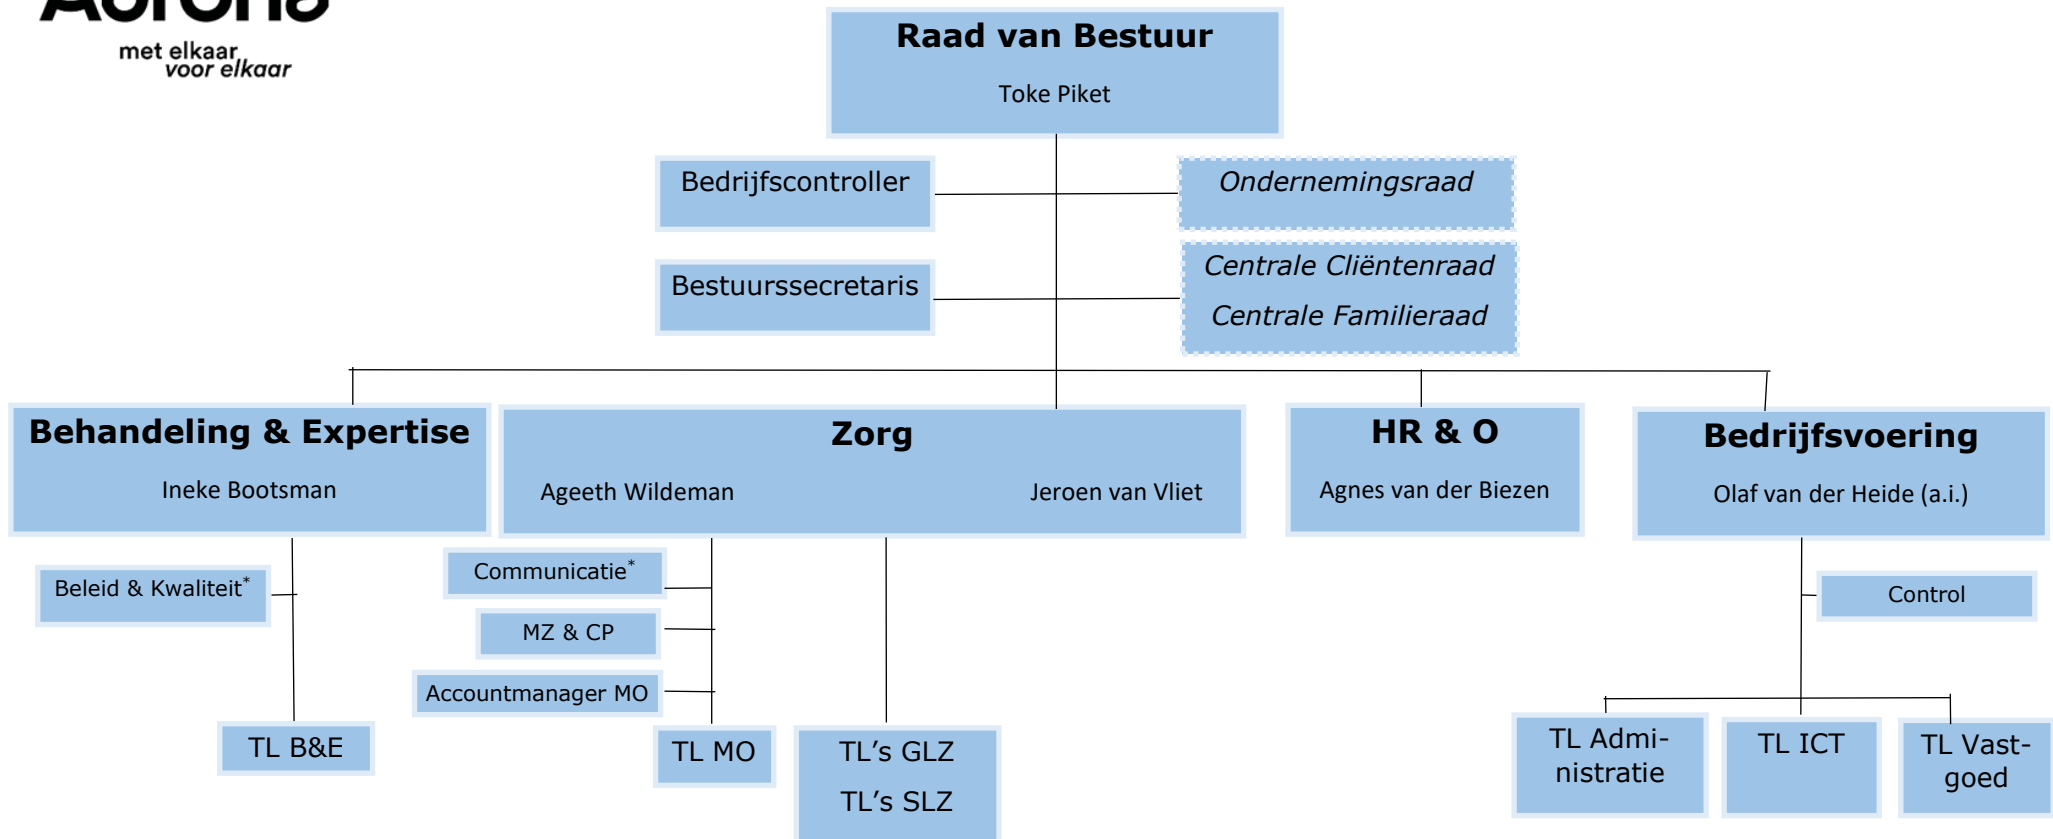 met elkaar
voor elkaar
Raad van Bestuur
Toke Piket
Bedrijfscontroller
Ondernemingsraad
Bestuurssecretaris
Centrale Cliëntenraad
Centrale Familieraad
Behandeling & Expertise
Ineke Bootsman
Zorg
Ageeth Wildeman
Jeroen van Vliet
HR & O
Agnes van der Biezen
Bedrijfsvoering
Olaf van der Heide (a.i.)
Beleid & Kwaliteit*
Communicatie*
MZ & CP
Accountmanager MO
Control
TL B&E
TL MO
TL’s GLZ
TL’s SLZ
TL Admi-
nistratie
TL ICT
TL Vast-
goed